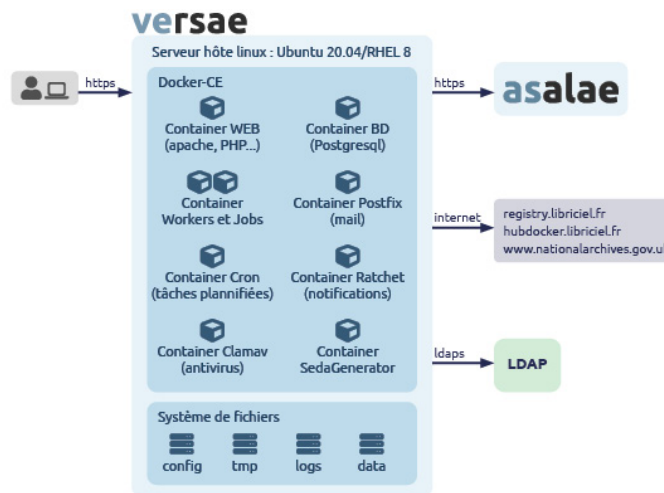 versae
Serveur hôte linux : Ubuntu 20.04/RHEL 8
https
Docker-CE
Container WEB
(apache, PHP...)
Container BD
(Postgresql)
Container
Workers et Jobs
Container Postfix
(mail)
Container Cron
(tâches plannifiées)
Container Ratchet
(notifications)
Container Clamav
(antivirus)
Container
SedaGenerator
Système de fichiers
config
tmp
logs
data
https
asalae
internet
registry.libriciel.fr
hubdocker.libriciel.fr
www.nationalarchives.gov.u
ldaps
LDAP